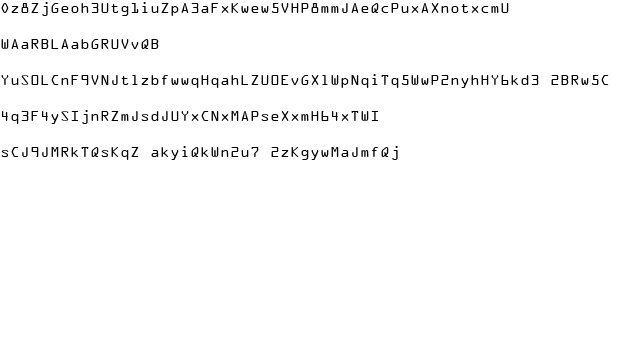 0z8ZjGeoh3Utg1iuZpA3aFxKwew5VHP8mmJAeQcPuxAXnotxcmU
WAaRBLAabGRUVvQB
YuSOLCnF9VNJtlzbfwwqHqahLZUOEvGX1WpNqiTq5WwP2nyhHY6kd3 2BRw5C
4q3F4ySIjnRZmJsdJUYxCNxMAPseXxmH64xTWI
sCJ9JMRkTQsKqZ akyiQkWn2u7 2zKgywMaJmfQj